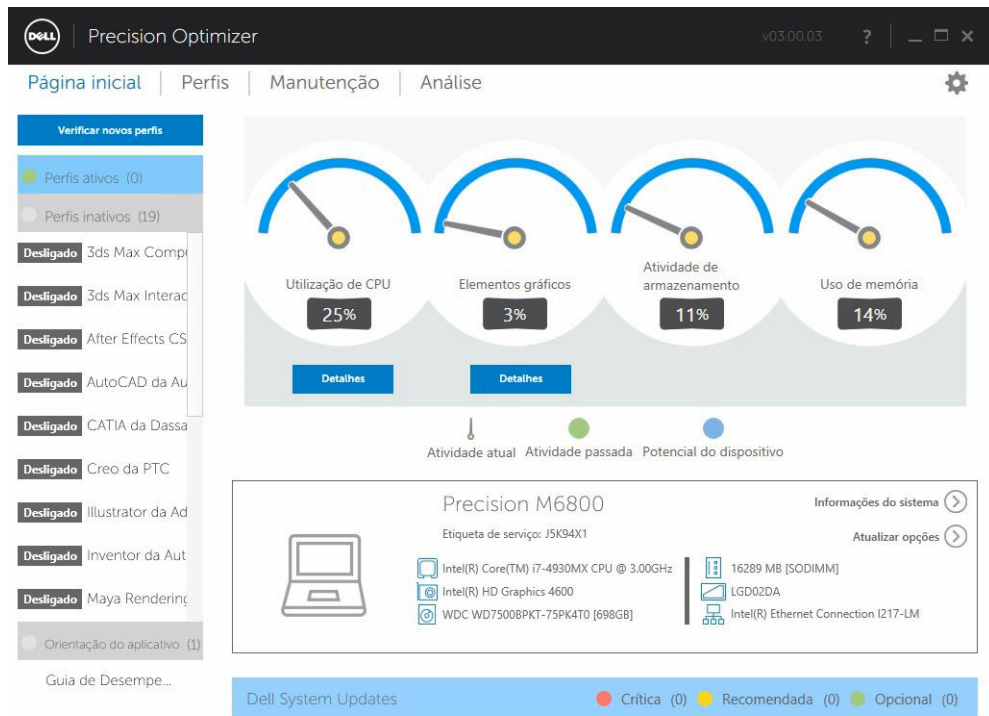 DELL Precision Optimizer v03.00.03 ?
Página inicial Perfis Manutenção Análise
Verificar novos perfis
Perfis ativos (0)
Perfis inativos (19)
Desligado 3ds Max Comp
Desligado 3ds Max Interac
Desligado After Effects CS
Desligado AutoCAD da Au
Desligado CATIA da Dassa
Desligado Creo da PTC
Desligado Illustrator da Ad
Desligado Inventor da Aut
Desligado Maya Rendering
Orientação do aplicativo (1)
Guia de Desempe...
Utilização de CPU
25%
Detalhes
Elementos gráficos
3%
Detalhes
Atividade de
armazenamento
11%
Uso de memória
14%
Atividade atual Atividade passada Potencial do dispositivo
Precision M6800
Etiqueta de serviço: J5K94X1
Informações do sistema
Atualizar opções
Intel(R) Core(TM) i7-4930MX CPU @ 3.00GHz
Intel(R) HD Graphics 4600
WDC WD7500BPKT-75PK4T0 [698GB]
16289 MB [SODIMM]
LGD02DA
Intel(R) Ethernet Connection I217-LM
Dell System Updates Crítica (0) Recomendada (0) Opcional (0)